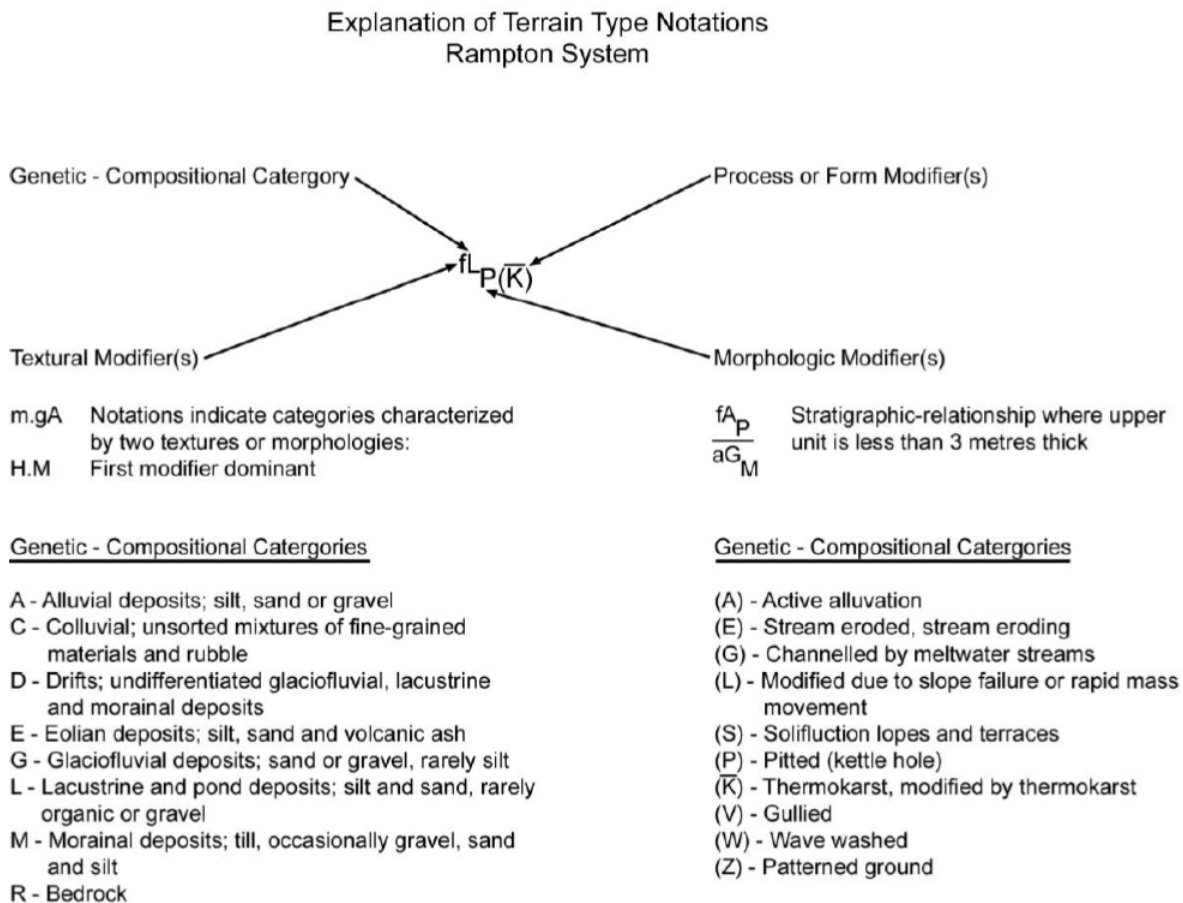 Explanation of Terrain Type Notations
Rampton System
Genetic - Compositional Catergory
Process or Form Modifier(s)
fLP(K̅)
Textural Modifier(s)
Morphologic Modifier(s)
m.gA Notations indicate categories characterized
by two textures or morphologies:
H.M First modifier dominant
fAP
aGM
Stratigraphic-relationship where upper
unit is less than 3 metres thick
Genetic - Compositional Catergories
A - Alluvial deposits; silt, sand or gravel
C - Colluvial; unsorted mixtures of fine-grained
materials and rubble
D - Drifts; undifferentiated glaciofluvial, lacustrine
and morainal deposits
E - Eolian deposits; silt, sand and volcanic ash
G - Glaciofluvial deposits; sand or gravel, rarely silt
L - Lacustrine and pond deposits; silt and sand, rarely
organic or gravel
M - Morainal deposits; till, occasionally gravel, sand
and silt
R - Bedrock
Genetic - Compositional Catergories
(A) - Active alluvation
(E) - Stream eroded, stream eroding
(G) - Channelled by meltwater streams
(L) - Modified due to slope failure or rapid mass
movement
(S) - Solifluction lopes and terraces
(P) - Pitted (kettle hole)
(K̅) - Thermokarst, modified by thermokarst
(V) - Gullied
(W) - Wave washed
(Z) - Patterned ground